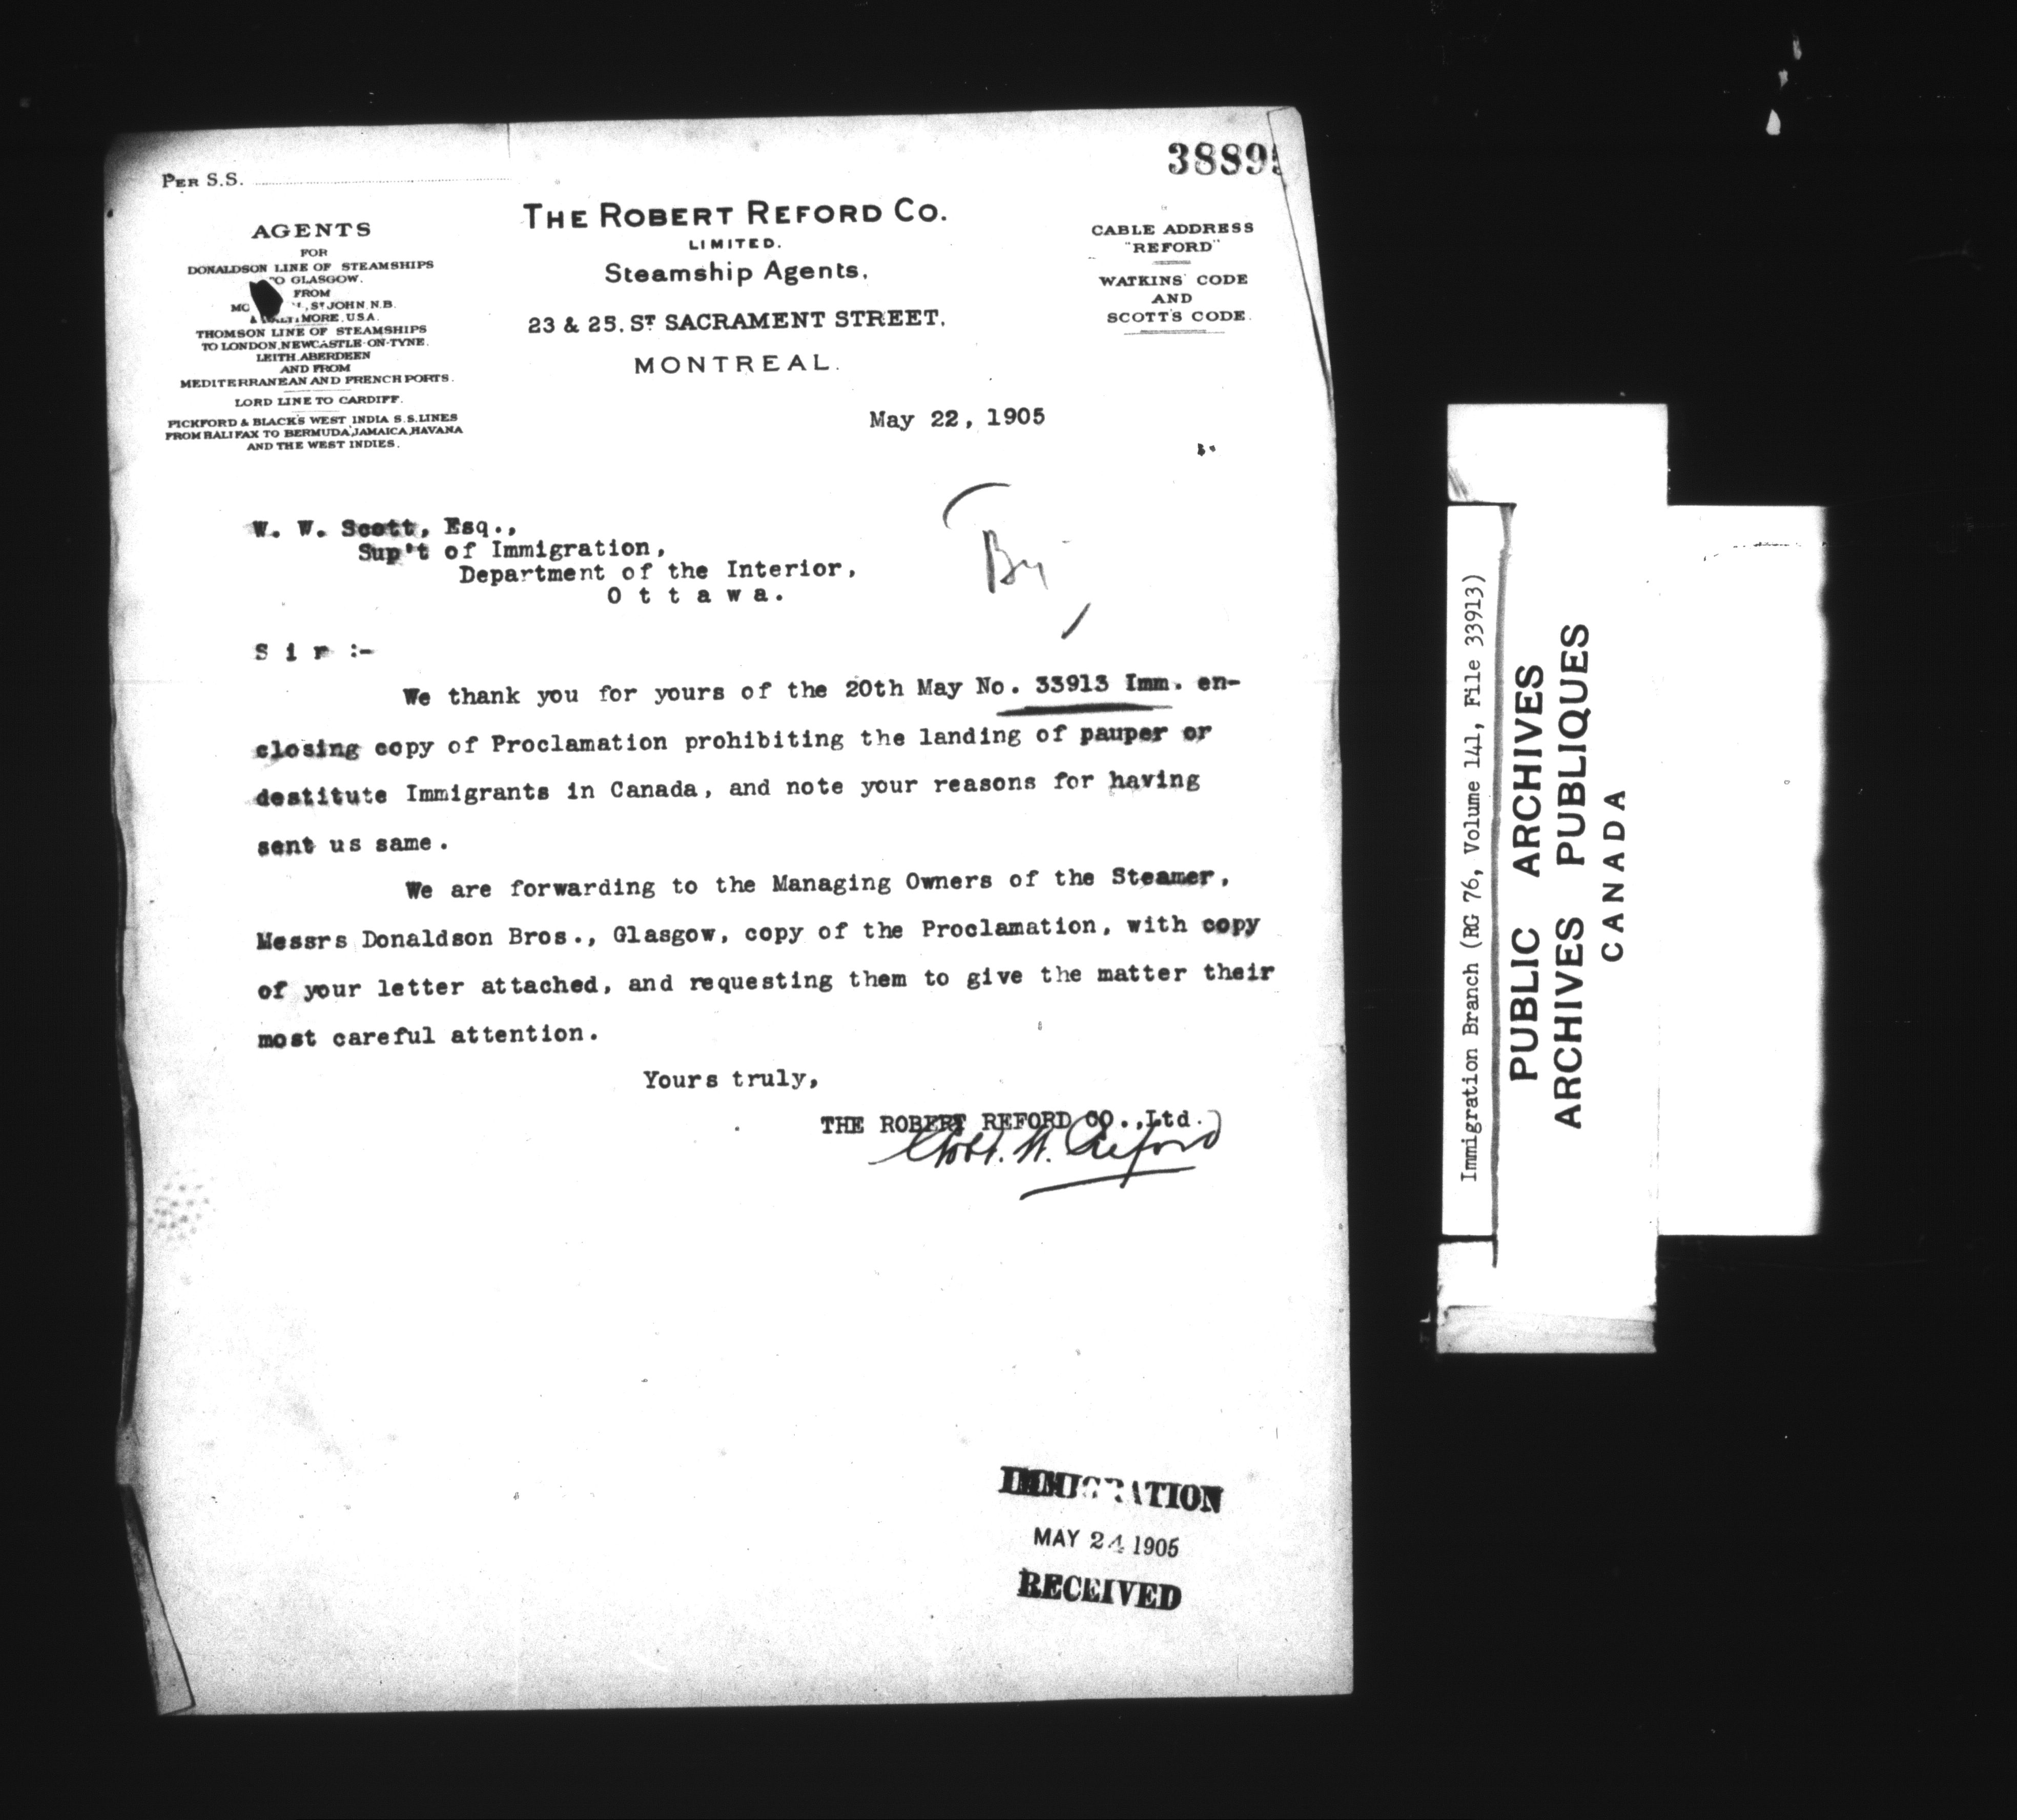 38895
PER S.S.
AGENTS
FOR
DONALDSON LINE OF STEAMSHIPS
TO GLASGOW.
FROM
ST JOHN, N.B.
& BALTIMORE, U.S.A.
THOMSON LINE OF STEAMSHIPS
TO LONDON, NEWCASTLE-ON-TYNE.
LEITH, ABERDEEN
AND FROM
MEDITERRANEAN AND FRENCH PORTS.
LORD LINE TO CARDIFF.
PICKFORD & BLACK'S WEST INDIA S.S. LINES
FROM HALIFAX TO BERMUDA, JAMAICA, HAVANA
AND THE WEST INDIES.
THE ROBERT REFORD CO.
LIMITED.
Steamship Agents,
23 & 25, ST SACRAMENT STREET,
MONTREAL.
CABLE ADDRESS
"REFORD"
WATKINS' CODE
AND
SCOTT'S CODE.
May 22, 1905
W. W. Scott, Esq.,
Sup't of Immigration,
Department of the Interior,
O t t a w a.
S i r :-
We thank you for yours of the 20th May No. 33913 Imm. en-
closing copy of Proclamation prohibiting the landing of pauper or
destitute Immigrants in Canada, and note your reasons for having
sent us same.
We are forwarding to the Managing Owners of the Steamer,
Messrs Donaldson Bros., Glasgow, copy of the Proclamation, with copy
of your letter attached, and requesting them to give the matter their
most careful attention.
Yours truly,
THE ROBERT REFORD CO.,Ltd.
Robt. W. Reford
IMMIGRATION
MAY 24 1905
RECEIVED
Immigration Branch (RG 76, Volume 141, File 33913)
PUBLIC ARCHIVES
ARCHIVES PUBLIQUES
CANADA